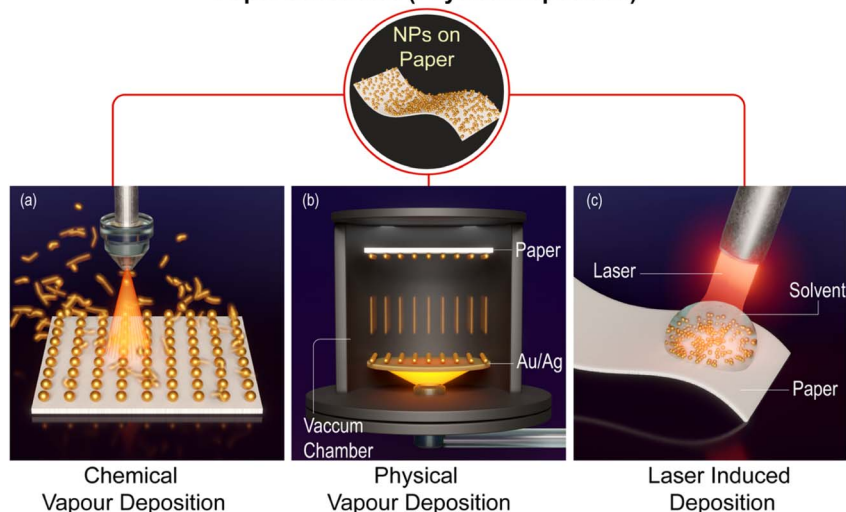 NPs on
Paper
(a)
(b)
Paper
Au/Ag
Vaccum
Chamber
(c)
Laser
Solvent
Paper
Chemical
Vapour Deposition
Physical
Vapour Deposition
Laser Induced
Deposition